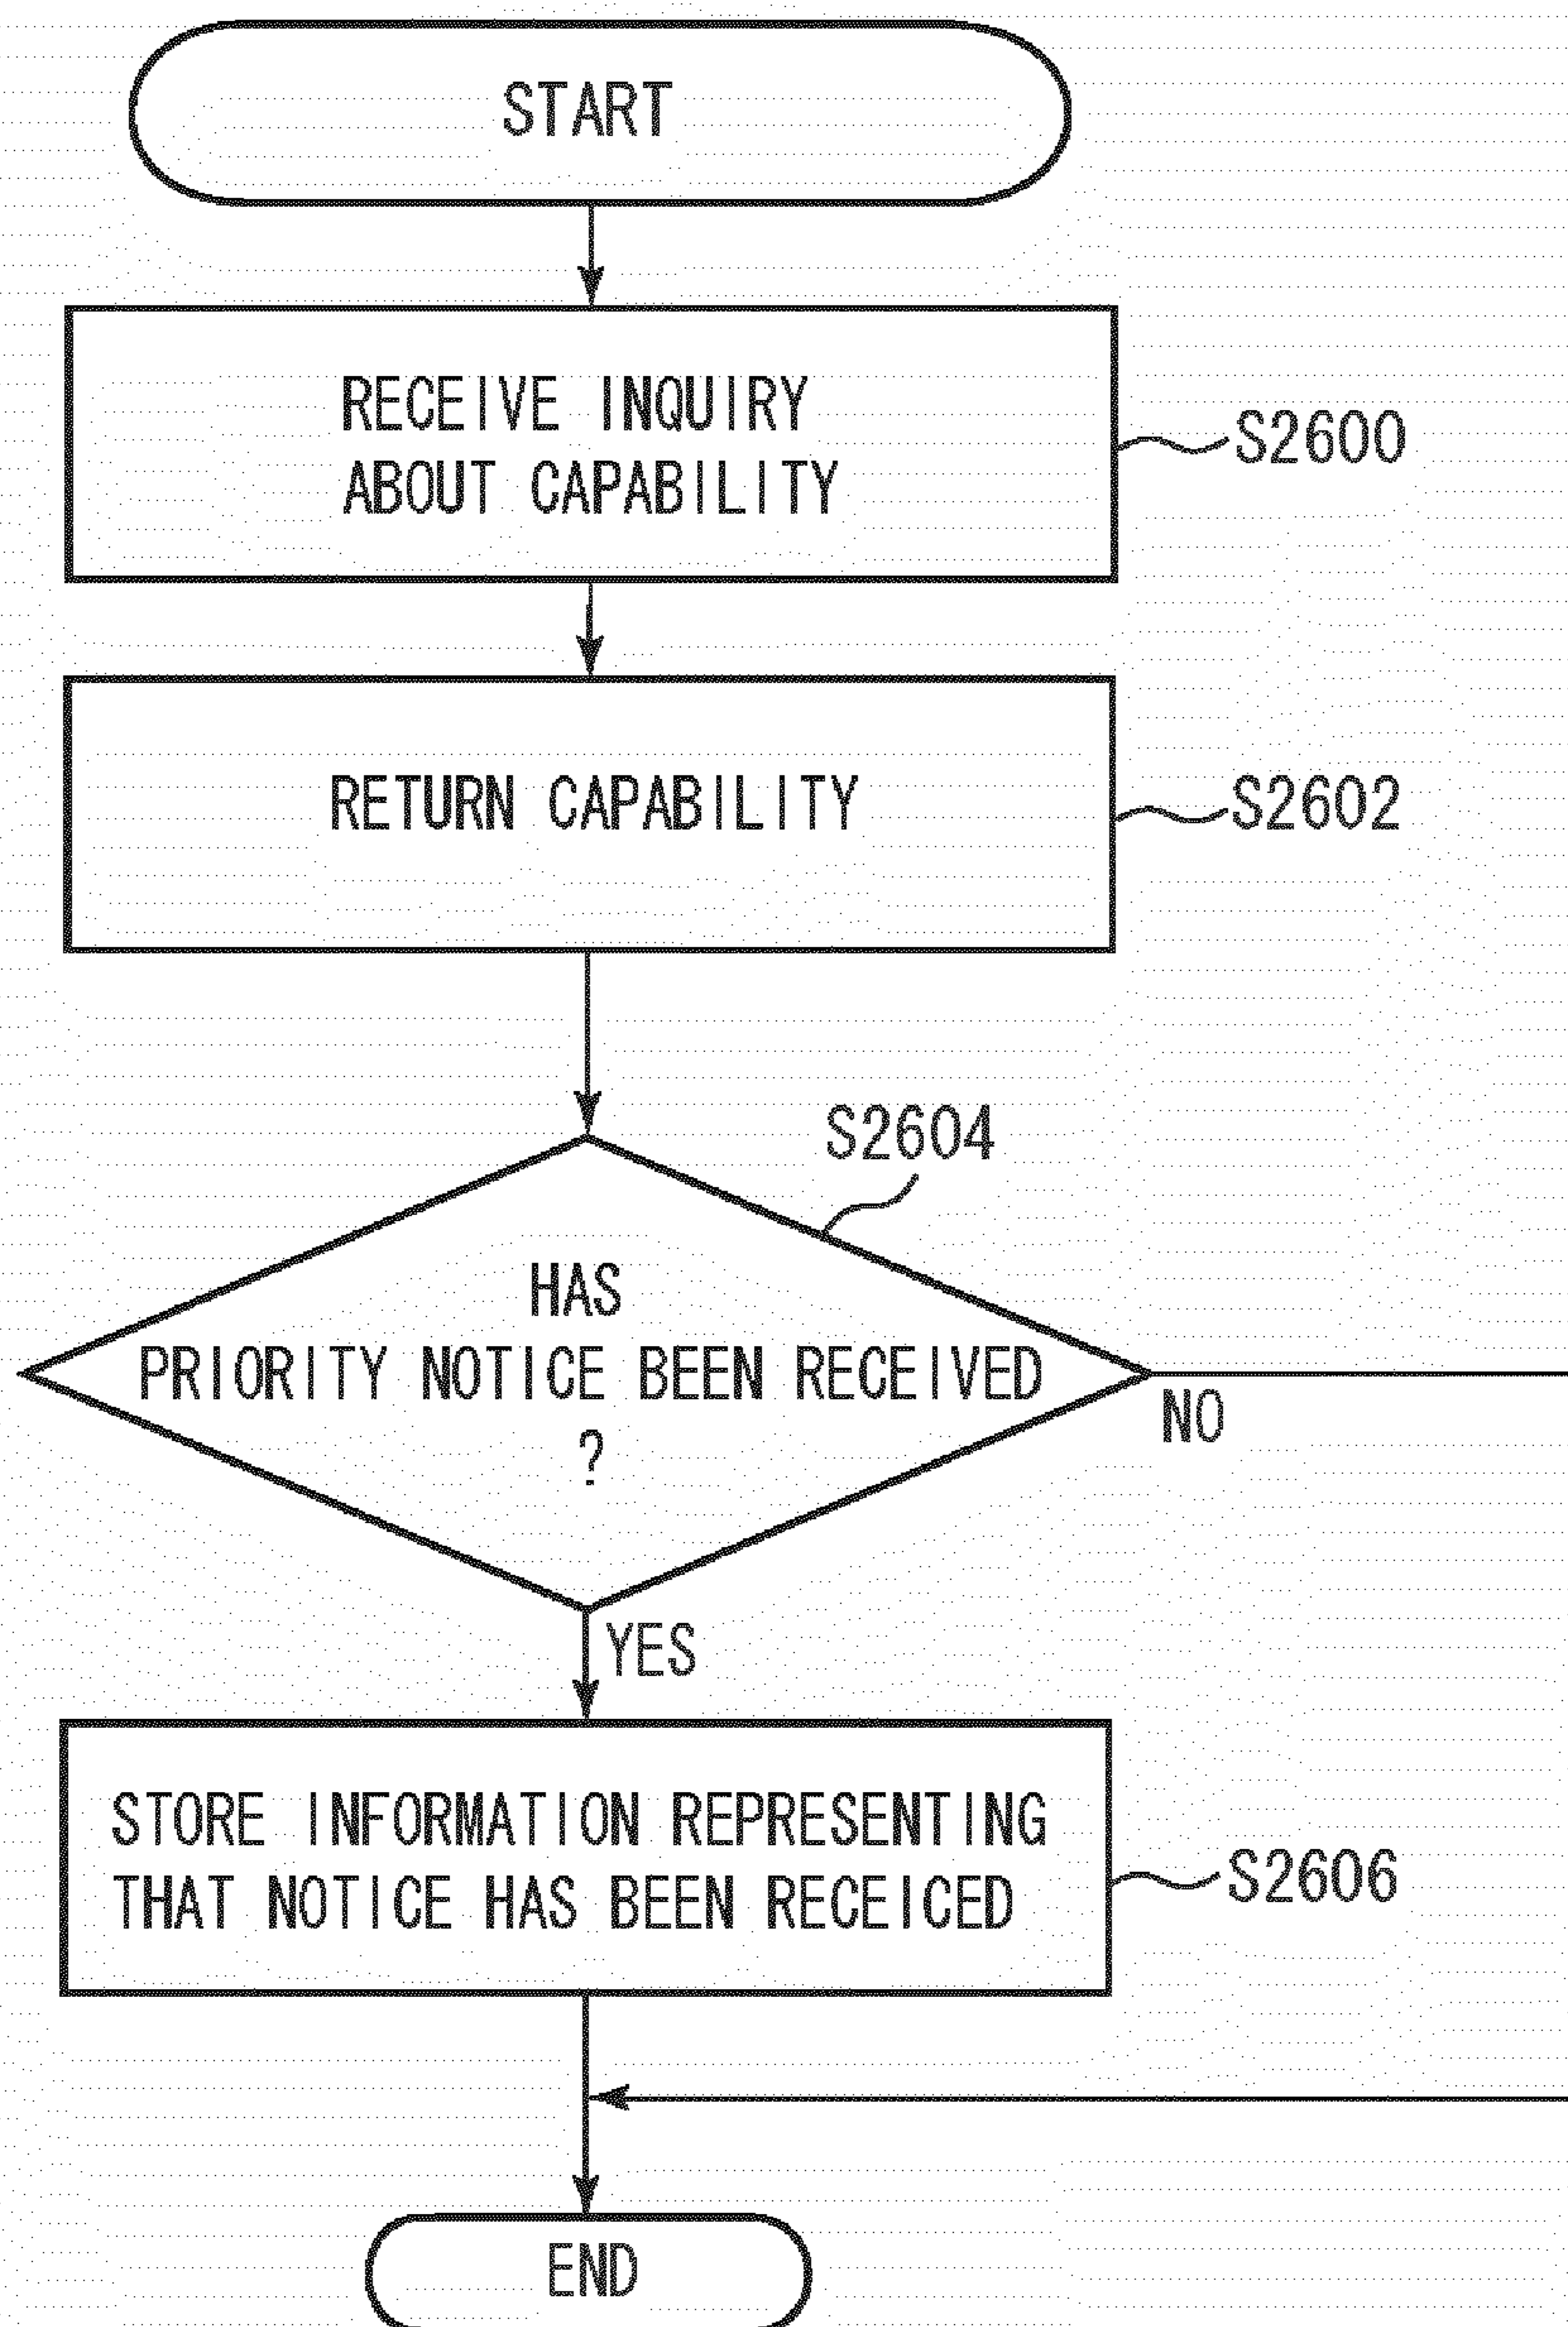 START
RECEIVE INQUIRY
ABOUT CAPABILITY
S2600
RETURN CAPABILITY
S2602
S2604
HAS
PRIORITY NOTICE BEEN RECEIVED
?
NO
YES
STORE INFORMATION REPRESENTING
THAT NOTICE HAS BEEN RECEICED
S2606
END